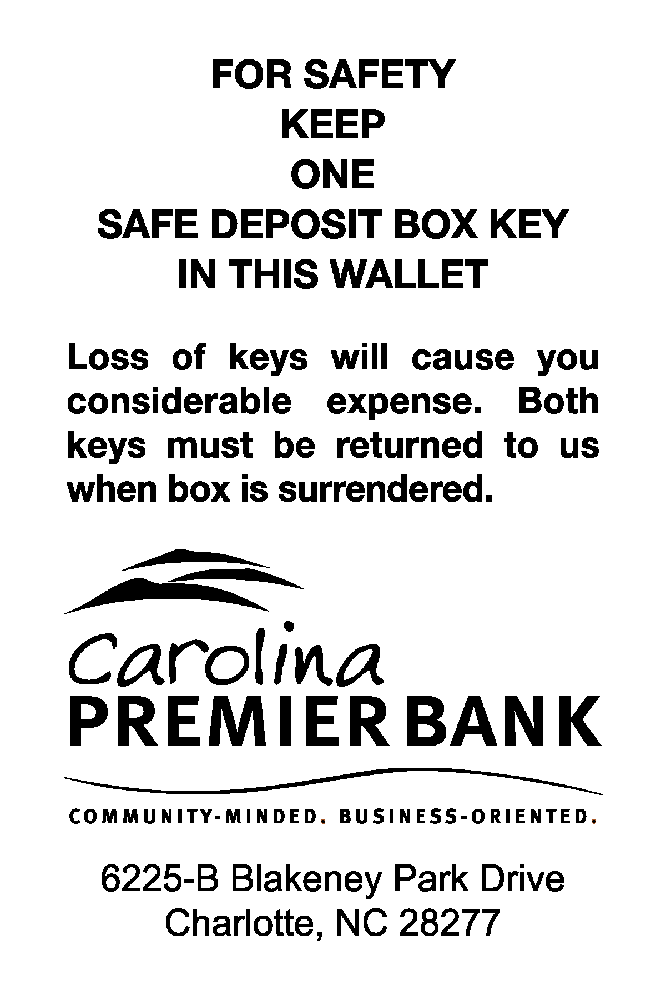 FOR SAFETY
KEEP
ONE
SAFE DEPOSIT BOX KEY
IN THIS WALLET
Loss of keys will cause you
considerable expense. Both
keys must be returned to us
when box is surrendered.
Carolina
PREMIER BANK
COMMUNITY-MINDED. BUSINESS-ORIENTED.
6225-B Blakeney Park Drive
Charlotte, NC 28277